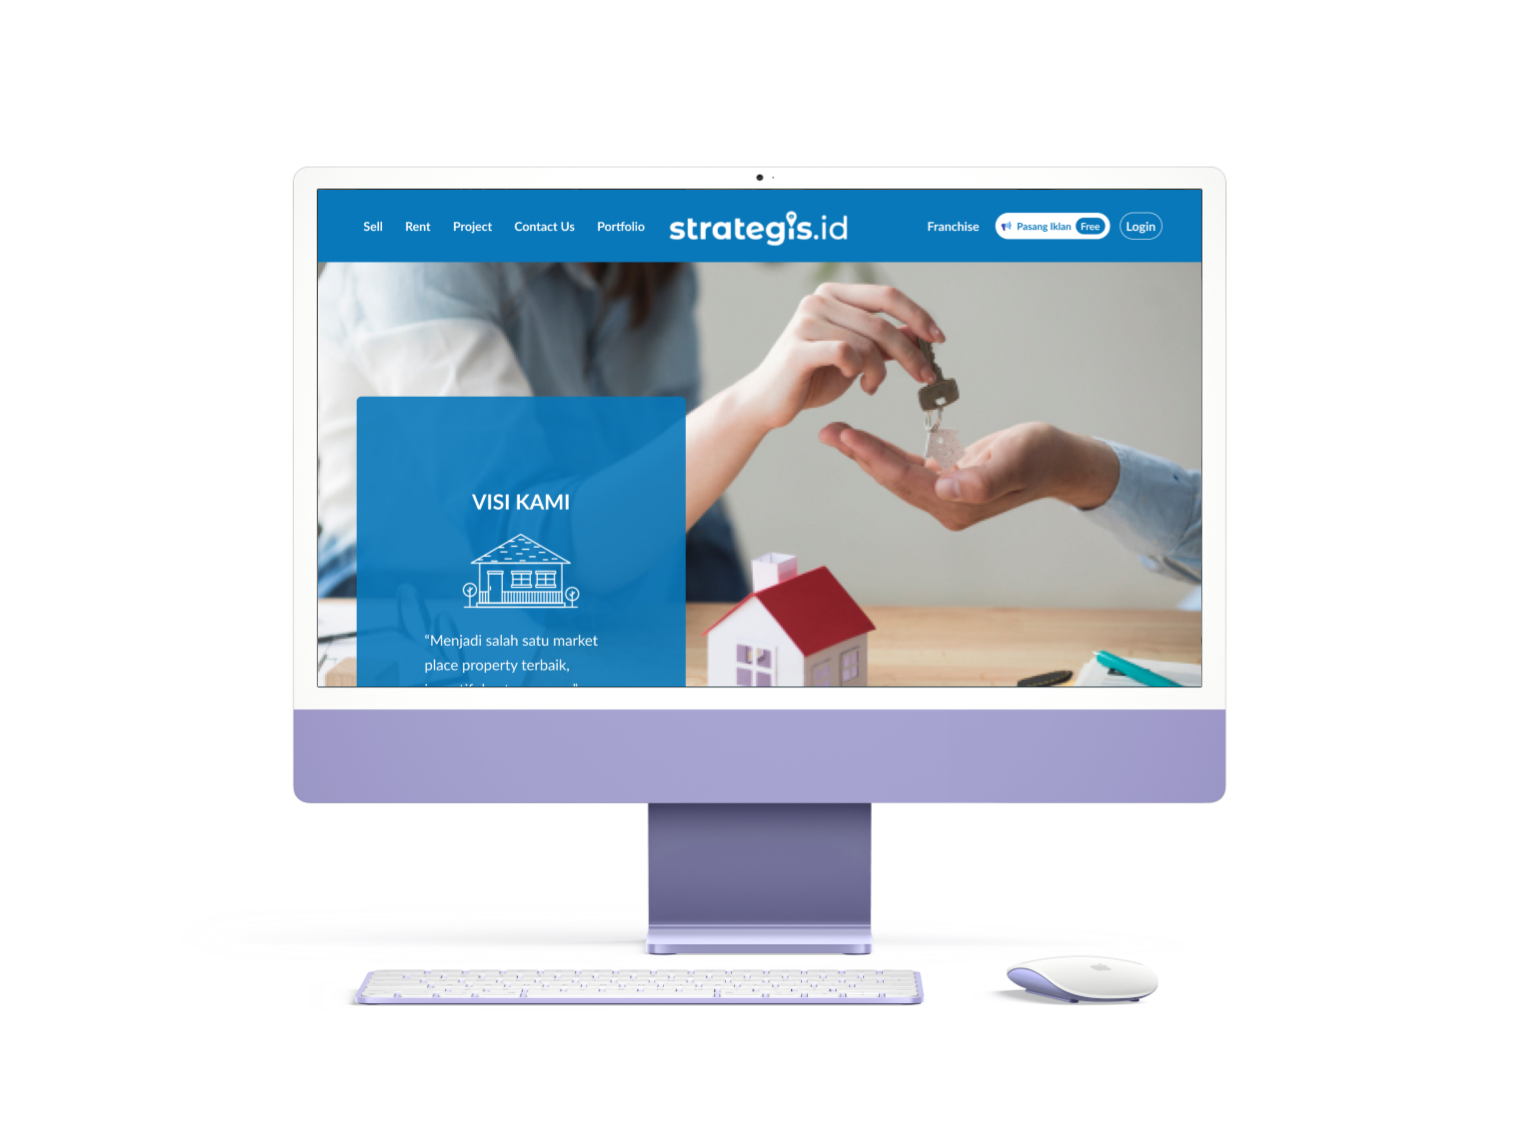 Sell Rent Project Contact Us Portfolio strategis.id Franchise Pasang Iklan Free Login
VISI KAMI
“Menjadi salah satu market
place property terbaik,